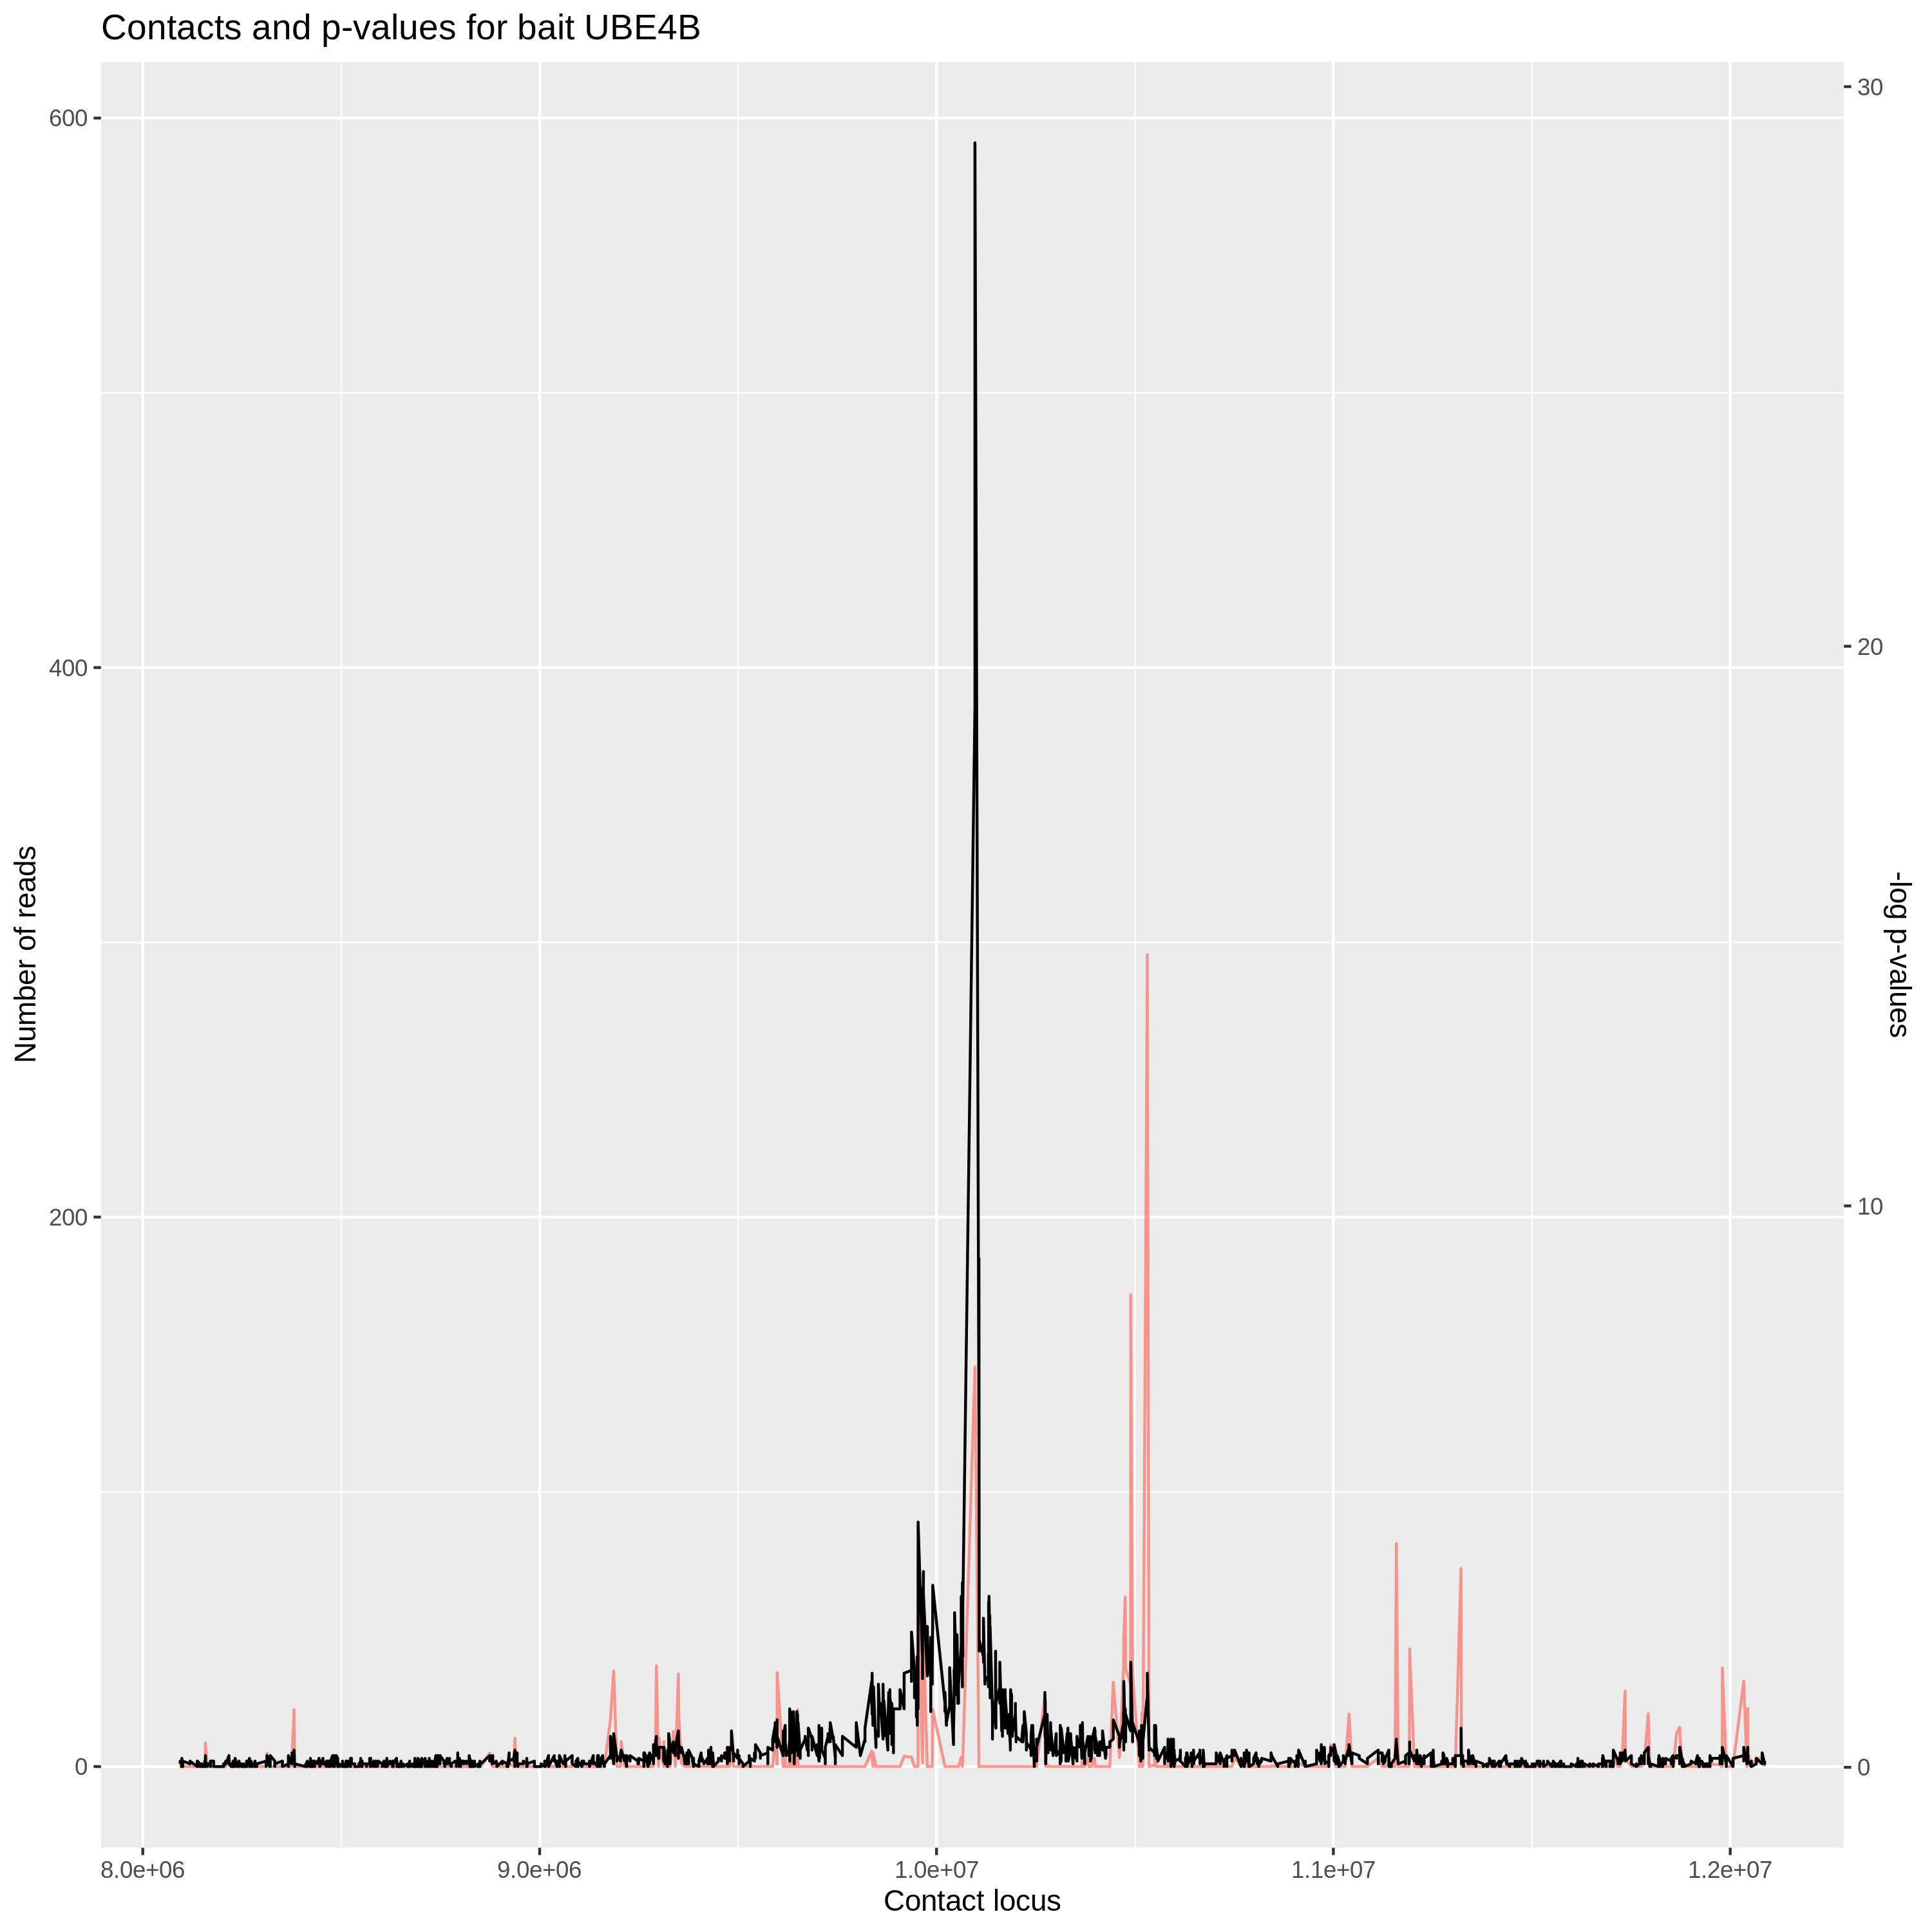 Contacts and p-values for bait UBE4B
600
400
200
0
30
20
10
0
Number of reads
-log p-values
8.0e+06 9.0e+06 1.0e+07 1.1e+07 1.2e+07
Contact locus